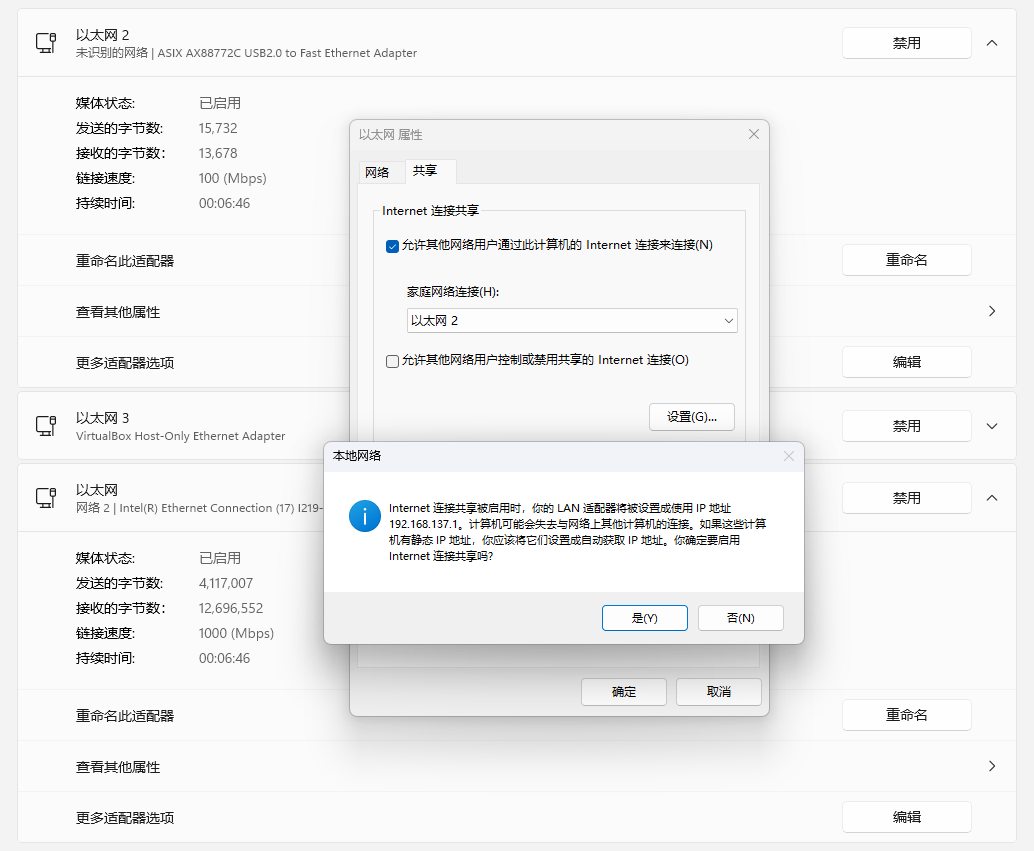 以太网 2
未识别的网络 | ASIX AX88772C USB2.0 to Fast Ethernet Adapter
禁用
媒体状态: 已启用
发送的字节数: 15,732
接收的字节数: 13,678
链接速度: 100 (Mbps)
持续时间: 00:06:46
重命名此适配器 重命名
查看其他属性
更多适配器选项 编辑
以太网 3
VirtualBox Host-Only Ethernet Adapter
禁用
以太网
网络 2 | Intel(R) Ethernet Connection (17) I219-
禁用
媒体状态: 已启用
发送的字节数: 4,117,007
接收的字节数: 12,696,552
链接速度: 1000 (Mbps)
持续时间: 00:06:46
重命名此适配器 重命名
查看其他属性
更多适配器选项 编辑
以太网 属性
网络 共享
Internet 连接共享
允许其他网络用户通过此计算机的 Internet 连接来连接(N)
家庭网络连接(H):
以太网 2
允许其他网络用户控制或禁用共享的 Internet 连接(O)
设置(G)...
本地网络
Internet 连接共享被启用时，你的 LAN 适配器将被设置成使用 IP 地址
192.168.137.1。计算机可能会失去与网络上其他计算机的连接。如果这些计算
机有静态 IP 地址，你应该将它们设置成自动获取 IP 地址。你确定要启用
Internet 连接共享吗?
是(Y) 否(N)
确定 取消